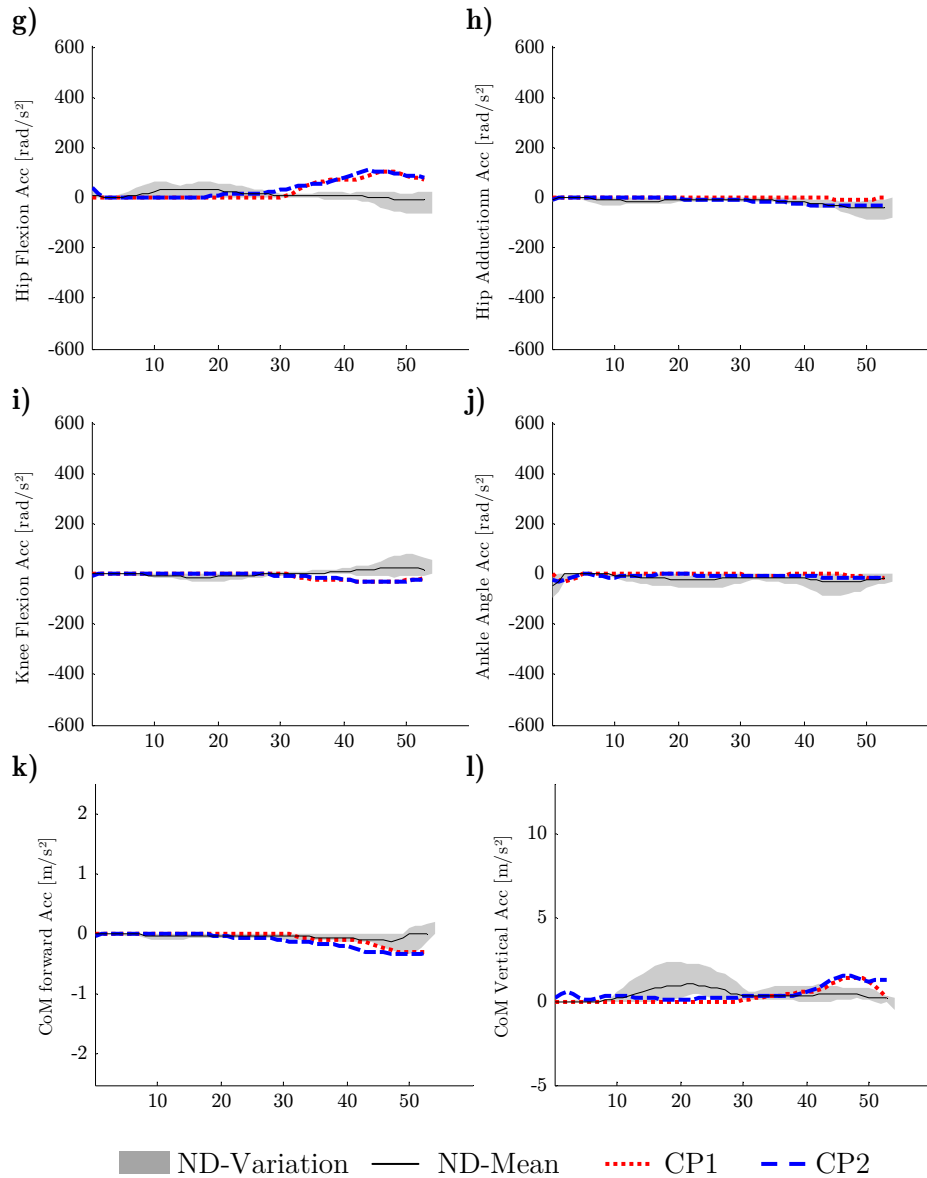 g)
Hip Flexion Acc [rad/s²]
600
400
200
0
-200
-400
-600
10 20 30 40 50
h)
Hip Adductionm Acc [rad/s²]
600
400
200
0
-200
-400
-600
10 20 30 40 50
i)
Knee Flexion Acc [rad/s²]
600
400
200
0
-200
-400
-600
10 20 30 40 50
j)
Ankle Angle Acc [rad/s²]
600
400
200
0
-200
-400
-600
10 20 30 40 50
k)
CoM forward Acc [m/s²]
2
1
0
-1
-2
10 20 30 40 50
l)
CoM Vertical Acc [m/s²]
10
5
0
-5
10 20 30 40 50
ND-Variation ND-Mean CP1 CP2